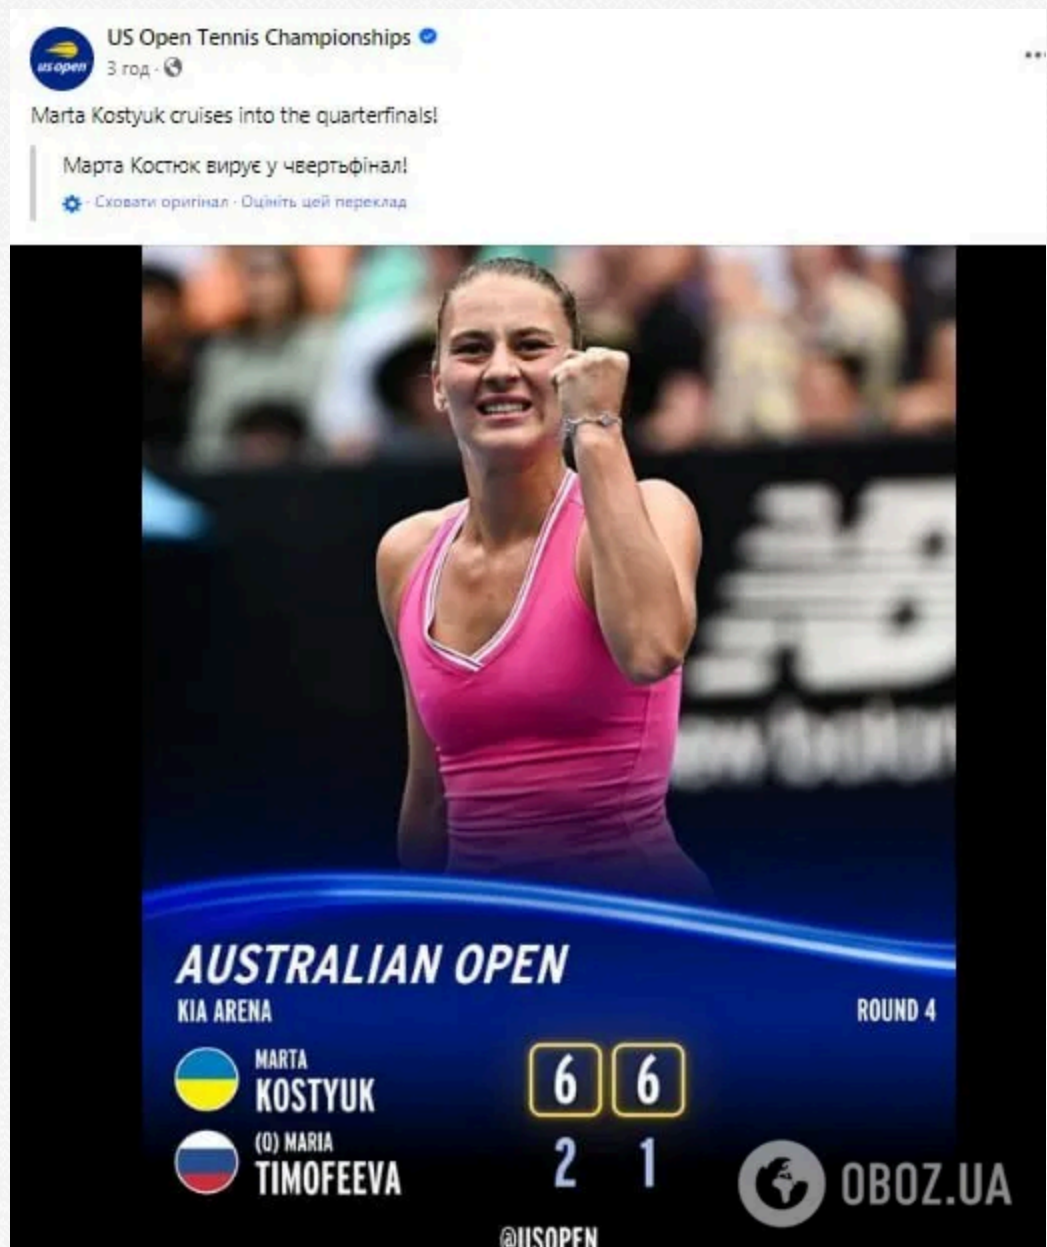 US Open Tennis Championships
us open
3 год ·
Marta Kostyuk cruises into the quarterfinals!
Марта Костюк вирує у чвертьфінал!
· Сховати оригінал · Оцініть цей переклад
new balance
AUSTRALIAN OPEN
KIA ARENA
ROUND 4
MARTA
KOSTYUK
6 6
(Q) MARIA
TIMOFEEVA
2 1
OBOZ.UA
@USOPEN